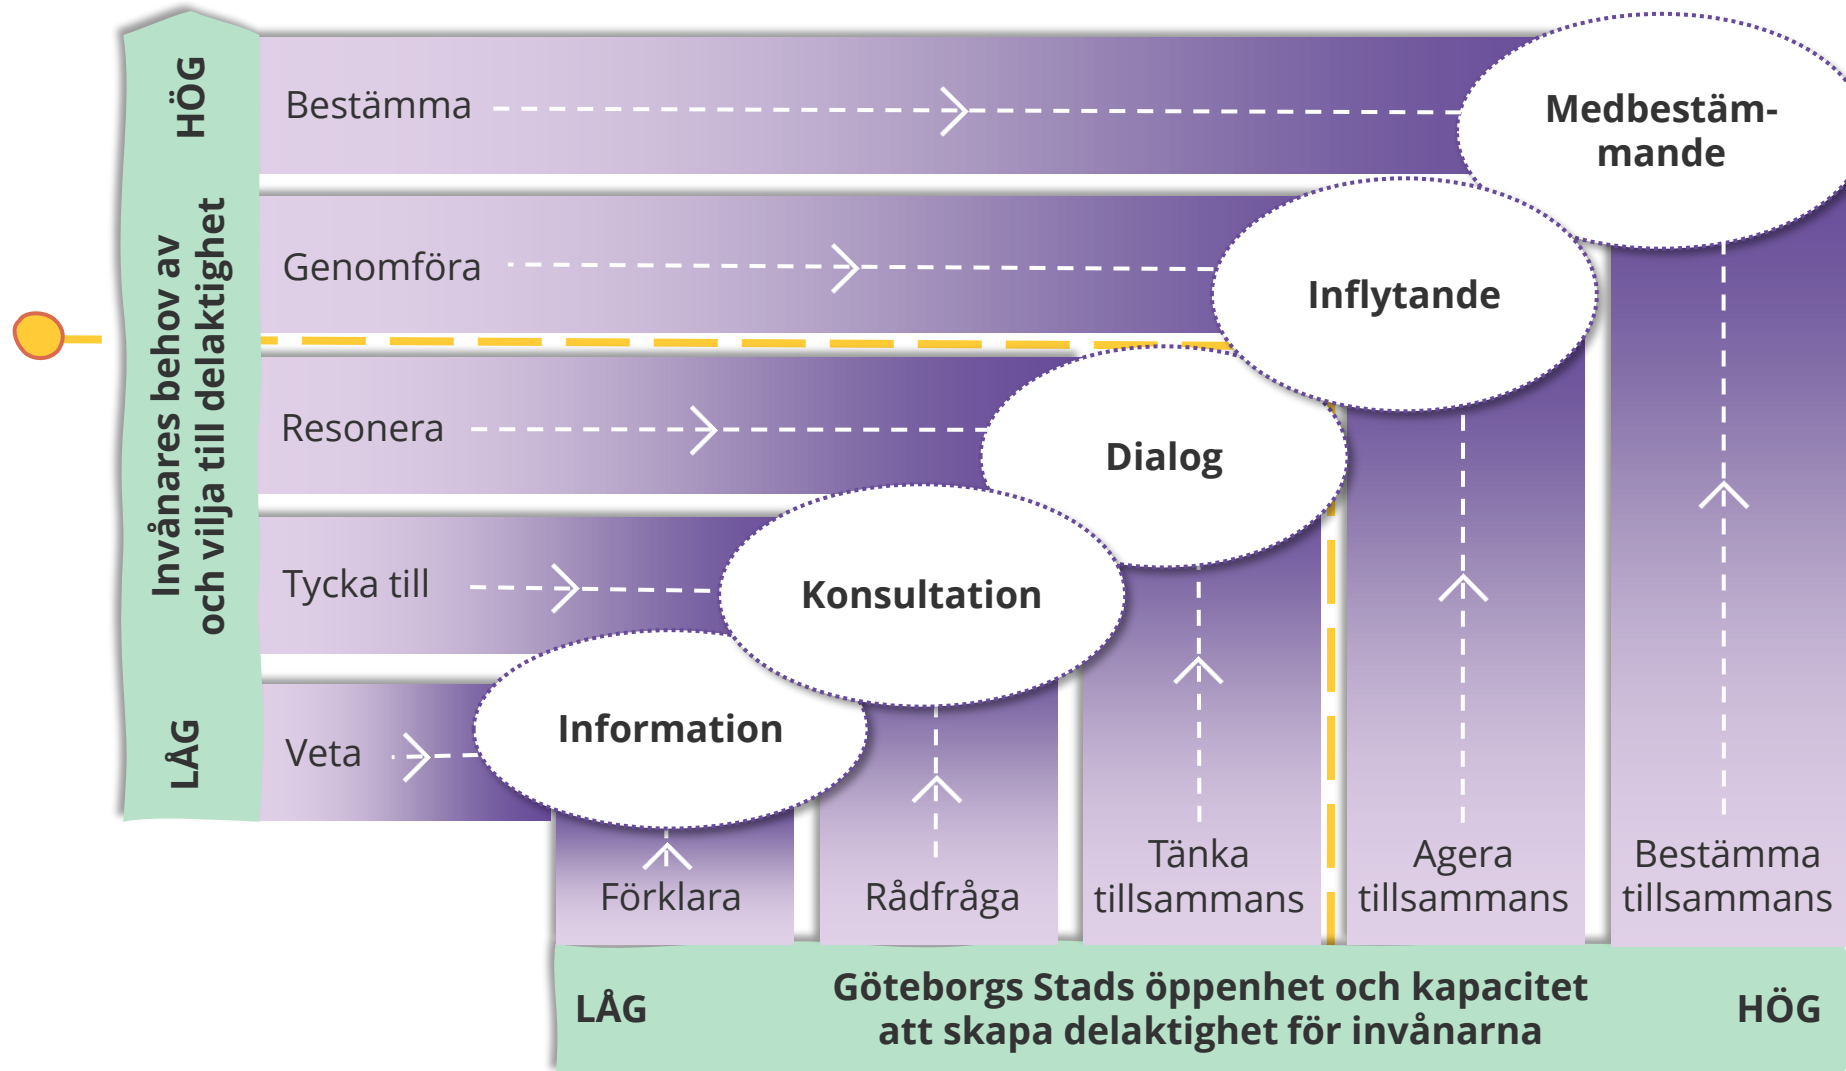 HÖG
Invånares behov av
och vilja till delaktighet
LÅG
Bestämma
Medbestäm-
mande
Genomföra
Inflytande
Resonera
Dialog
Tycka till
Konsultation
Veta
Information
Förklara
Rådfråga
Tänka
tillsammans
Agera
tillsammans
Bestämma
tillsammans
LÅG
Göteborgs Stads öppenhet och kapacitet
att skapa delaktighet för invånarna
HÖG